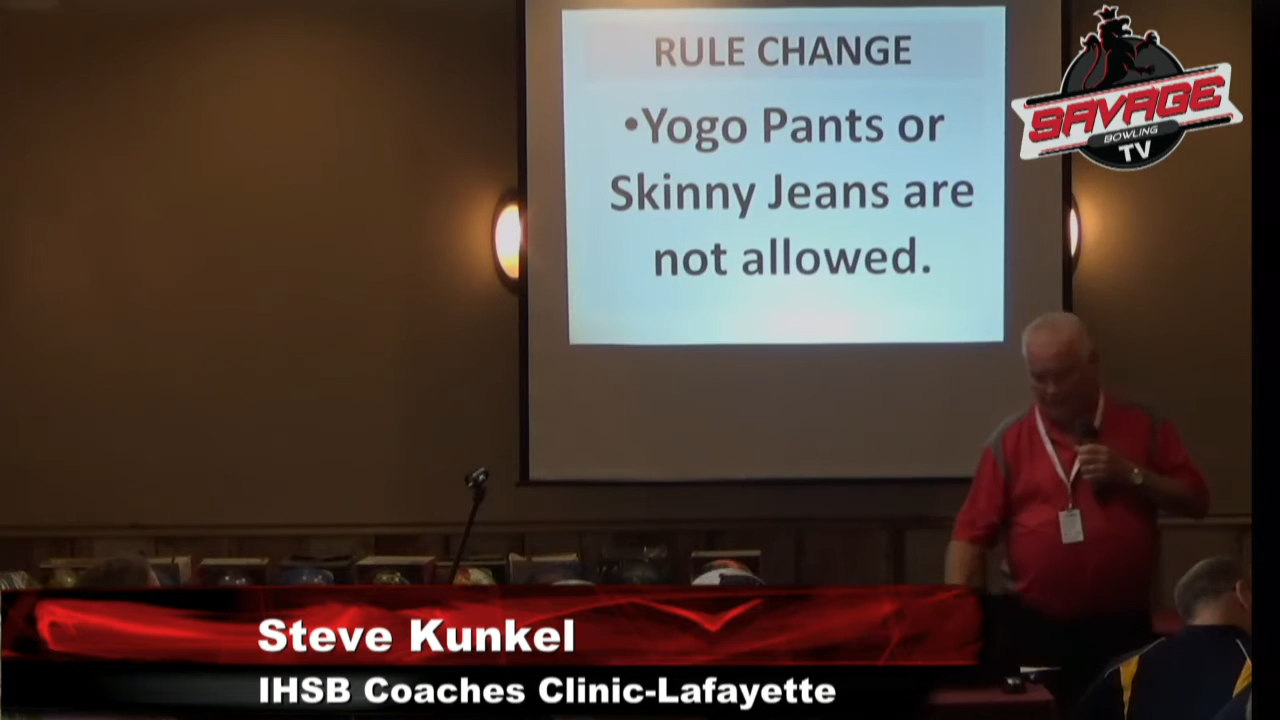 RULE CHANGE
•Yogo Pants or
Skinny Jeans are
not allowed.
SAVAGE
BOWLING
TV
Steve Kunkel
IHSB Coaches Clinic-Lafayette